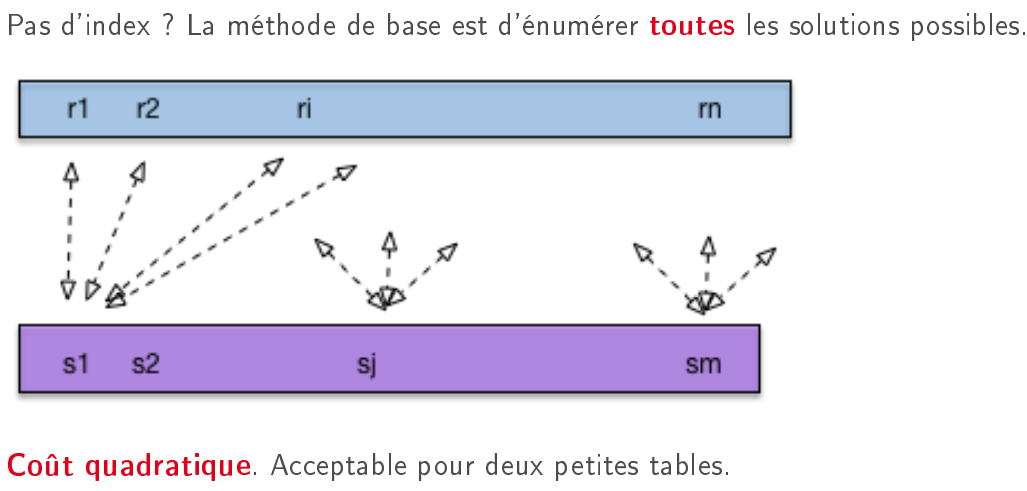 Pas d'index ? La méthode de base est d'énumérer toutes les solutions possibles.
r1 r2 ri rn
s1 s2 sj sm
Coût quadratique. Acceptable pour deux petites tables.